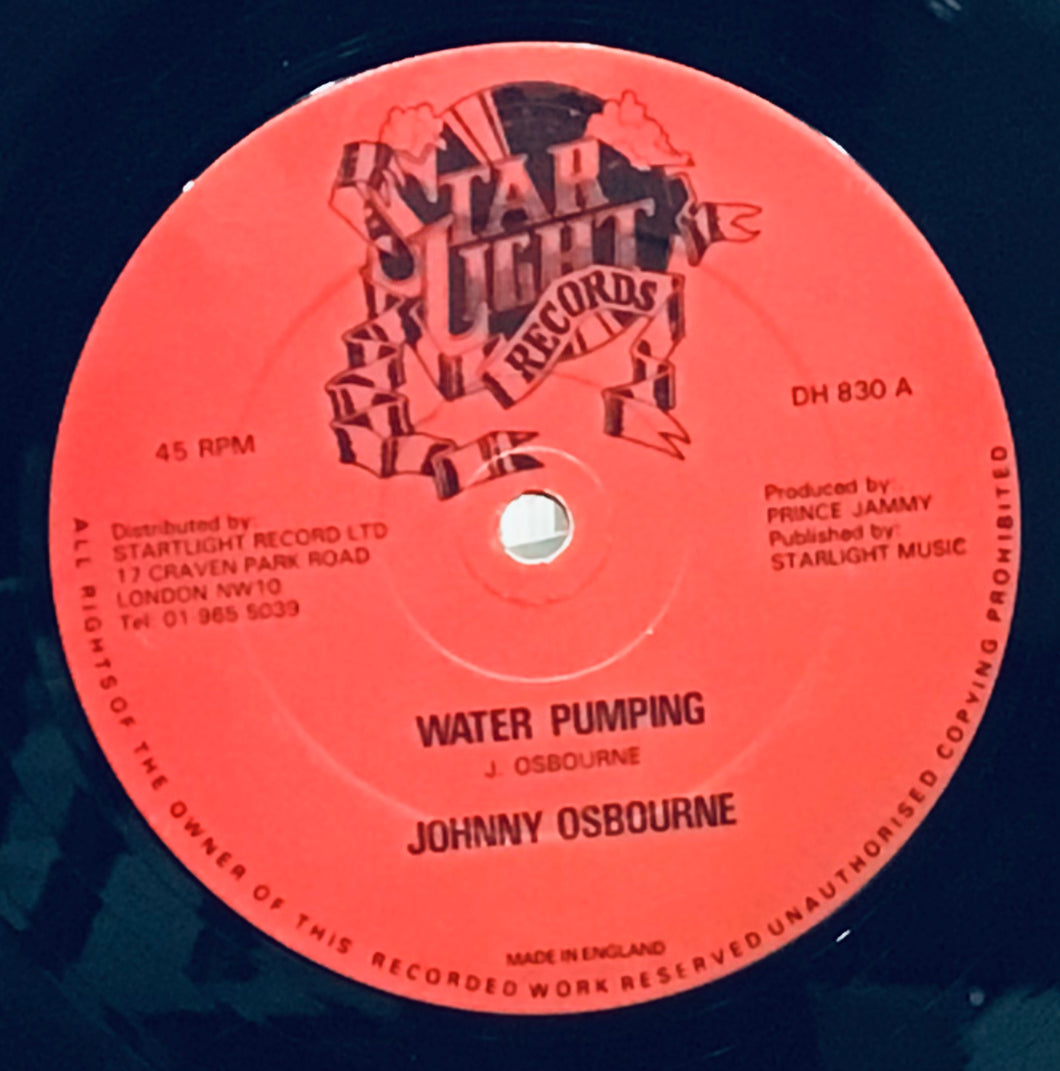 STAR
LIGHT
RECORDS
DH 830 A
45 RPM
Produced by:
PRINCE JAMMY
Published by:
STARLIGHT MUSIC
Distributed by:
STARTLIGHT RECORD LTD
17 CRAVEN PARK ROAD
LONDON NW10
Tel: 01 965 5039
WATER PUMPING
J. OSBOURNE
JOHNNY OSBOURNE
MADE IN ENGLAND
ALL RIGHTS OF THE OWNER OF THIS RECORDED WORK RESERVED UNAUTHORISED COPYING PROHIBITED